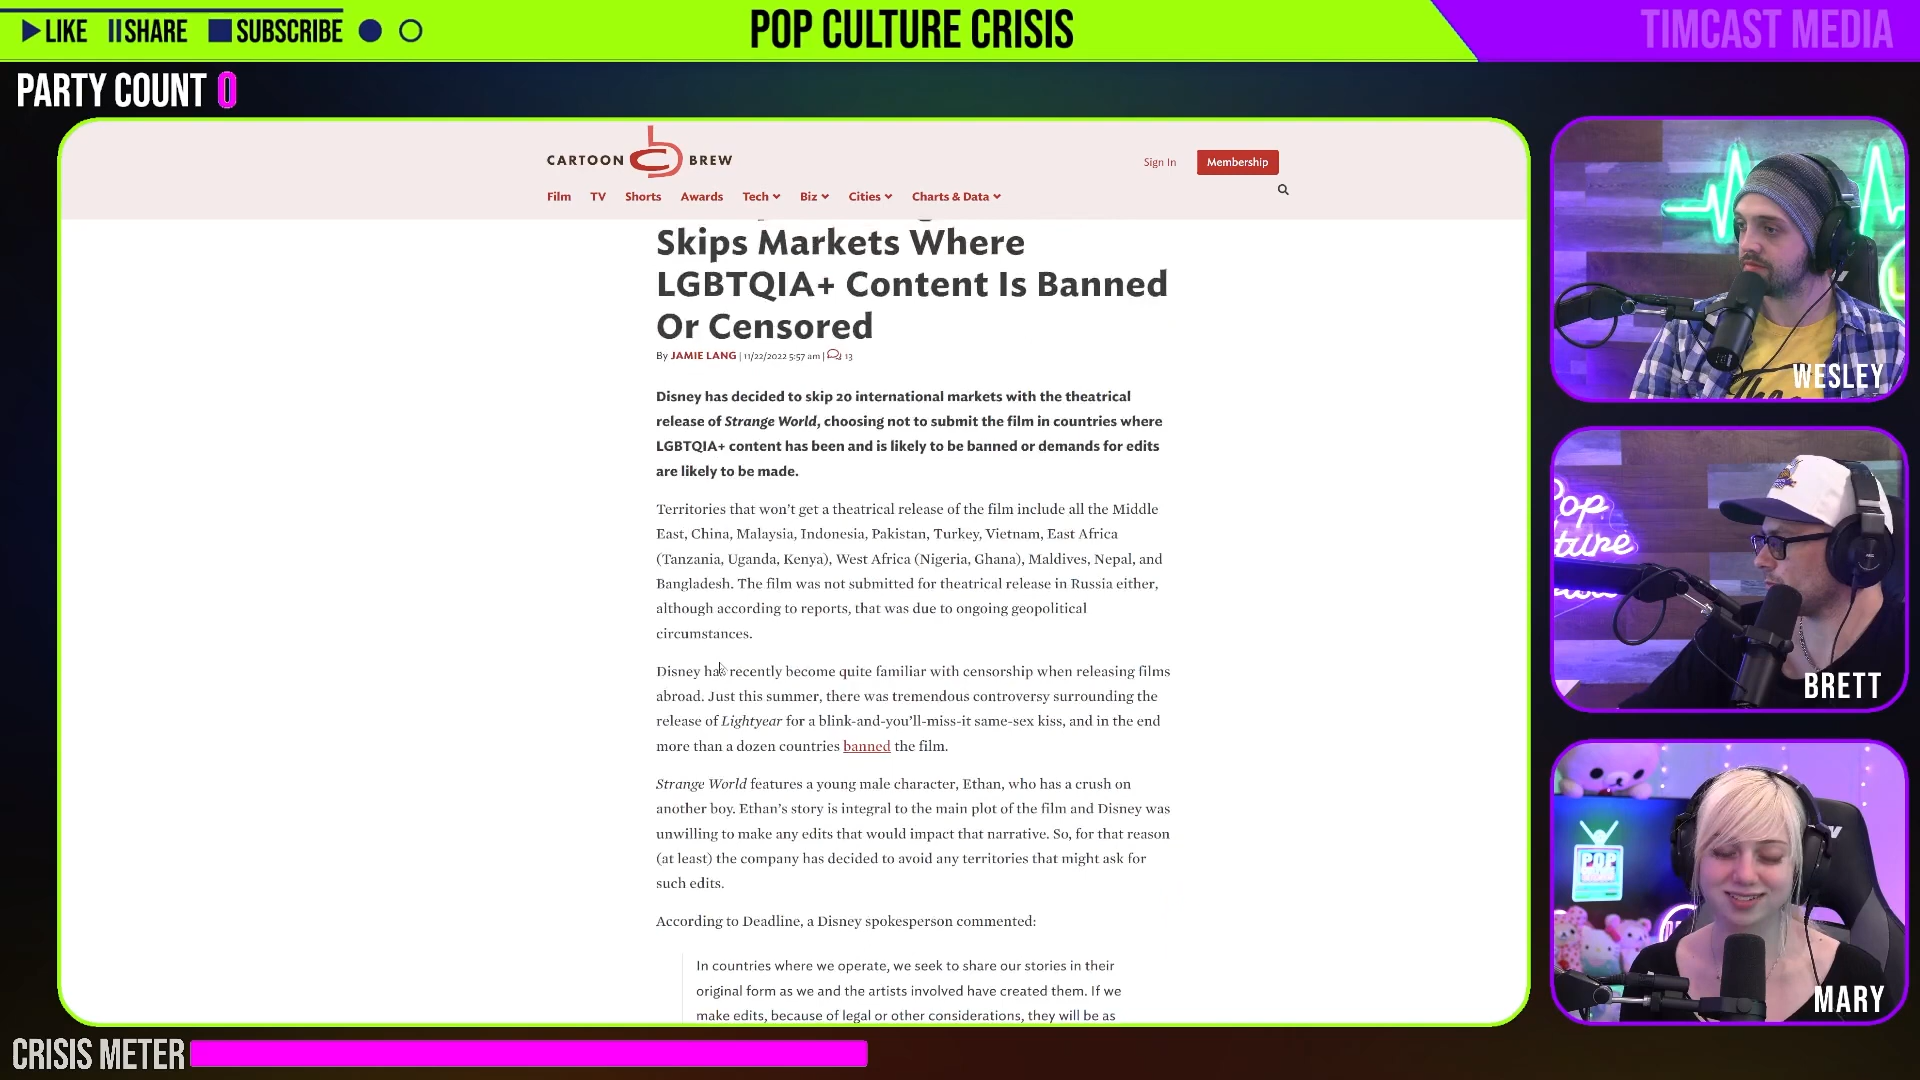 LIKE SHARE SUBSCRIBE
POP CULTURE CRISIS
TIMCAST MEDIA
PARTY COUNT 0
CARTOON BREW
Sign In
Membership
Film TV Shorts Awards Tech Biz Cities Charts & Data
Skips Markets Where
LGBTQIA+ Content Is Banned
Or Censored
By JAMIE LANG | 11/22/2022 5:57 am | 13
Disney has decided to skip 20 international markets with the theatrical
release of Strange World, choosing not to submit the film in countries where
LGBTQIA+ content has been and is likely to be banned or demands for edits
are likely to be made.
Territories that won't get a theatrical release of the film include all the Middle
East, China, Malaysia, Indonesia, Pakistan, Turkey, Vietnam, East Africa
(Tanzania, Uganda, Kenya), West Africa (Nigeria, Ghana), Maldives, Nepal, and
Bangladesh. The film was not submitted for theatrical release in Russia either,
although according to reports, that was due to ongoing geopolitical
circumstances.
Disney has recently become quite familiar with censorship when releasing films
abroad. Just this summer, there was tremendous controversy surrounding the
release of Lightyear for a blink-and-you'll-miss-it same-sex kiss, and in the end
more than a dozen countries banned the film.
Strange World features a young male character, Ethan, who has a crush on
another boy. Ethan's story is integral to the main plot of the film and Disney was
unwilling to make any edits that would impact that narrative. So, for that reason
(at least) the company has decided to avoid any territories that might ask for
such edits.
According to Deadline, a Disney spokesperson commented:
In countries where we operate, we seek to share our stories in their
original form as we and the artists involved have created them. If we
make edits, because of legal or other considerations, they will be as
WESLEY
Pop
BRETT
POP
MARY
CRISIS METER